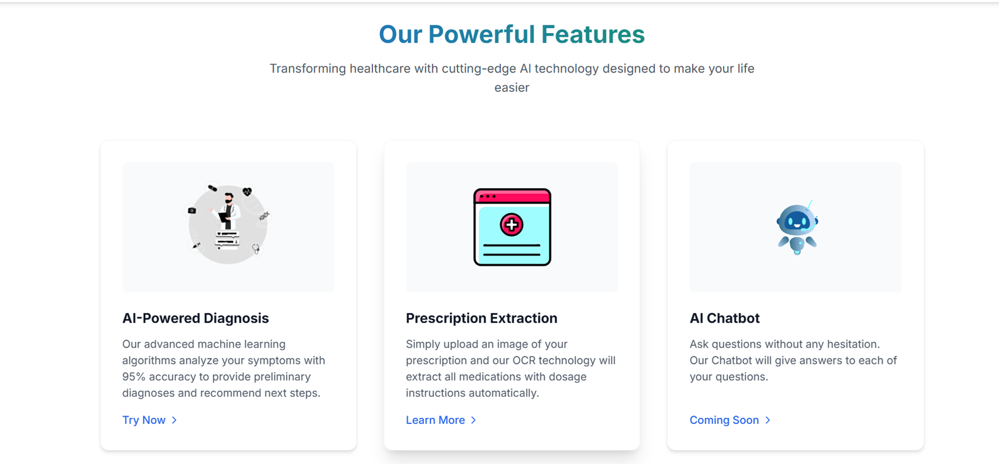 Our Powerful Features
Transforming healthcare with cutting-edge AI technology designed to make your life
easier
AI-Powered Diagnosis
Our advanced machine learning
algorithms analyze your symptoms with
95% accuracy to provide preliminary
diagnoses and recommend next steps.
Try Now
Prescription Extraction
Simply upload an image of your
prescription and our OCR technology will
extract all medications with dosage
instructions automatically.
Learn More
AI Chatbot
Ask questions without any hesitation.
Our Chatbot will give answers to each of
your questions.
Coming Soon